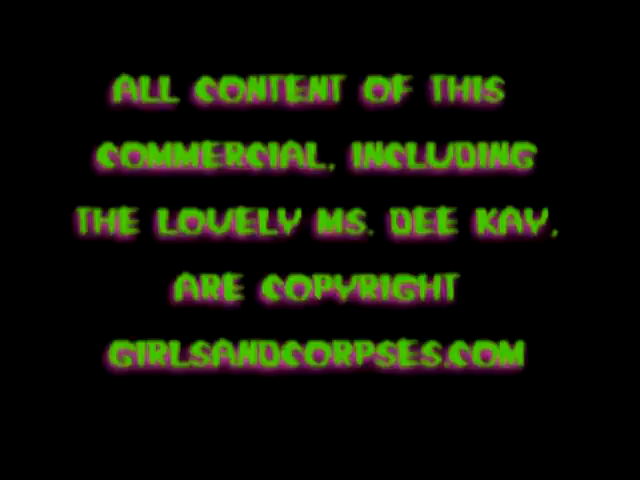 ALL CONTENT OF THIS
COMMERCIAL, INCLUDING
THE LOVELY MS. DEE KAY,
ARE COPYRIGHT
GIRLSANDCORPSES.COM